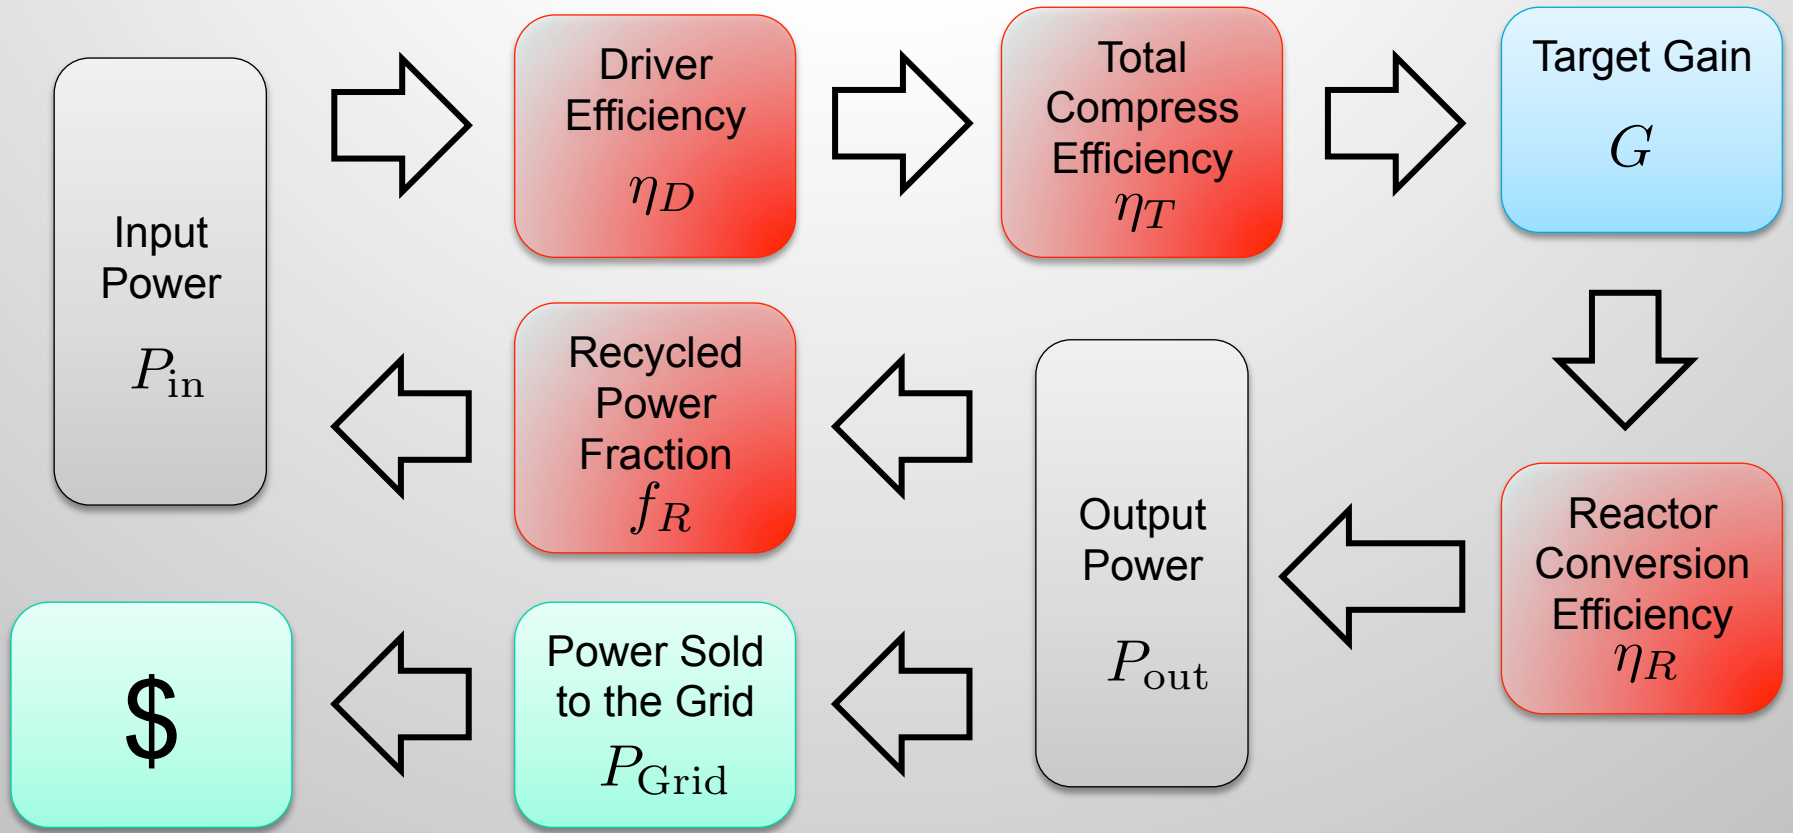 Input
Power
P_in
Driver
Efficiency
η_D
Total
Compress
Efficiency
η_T
Target Gain
G
Recycled
Power
Fraction
f_R
Output
Power
P_out
Reactor
Conversion
Efficiency
η_R
$
Power Sold
to the Grid
P_Grid